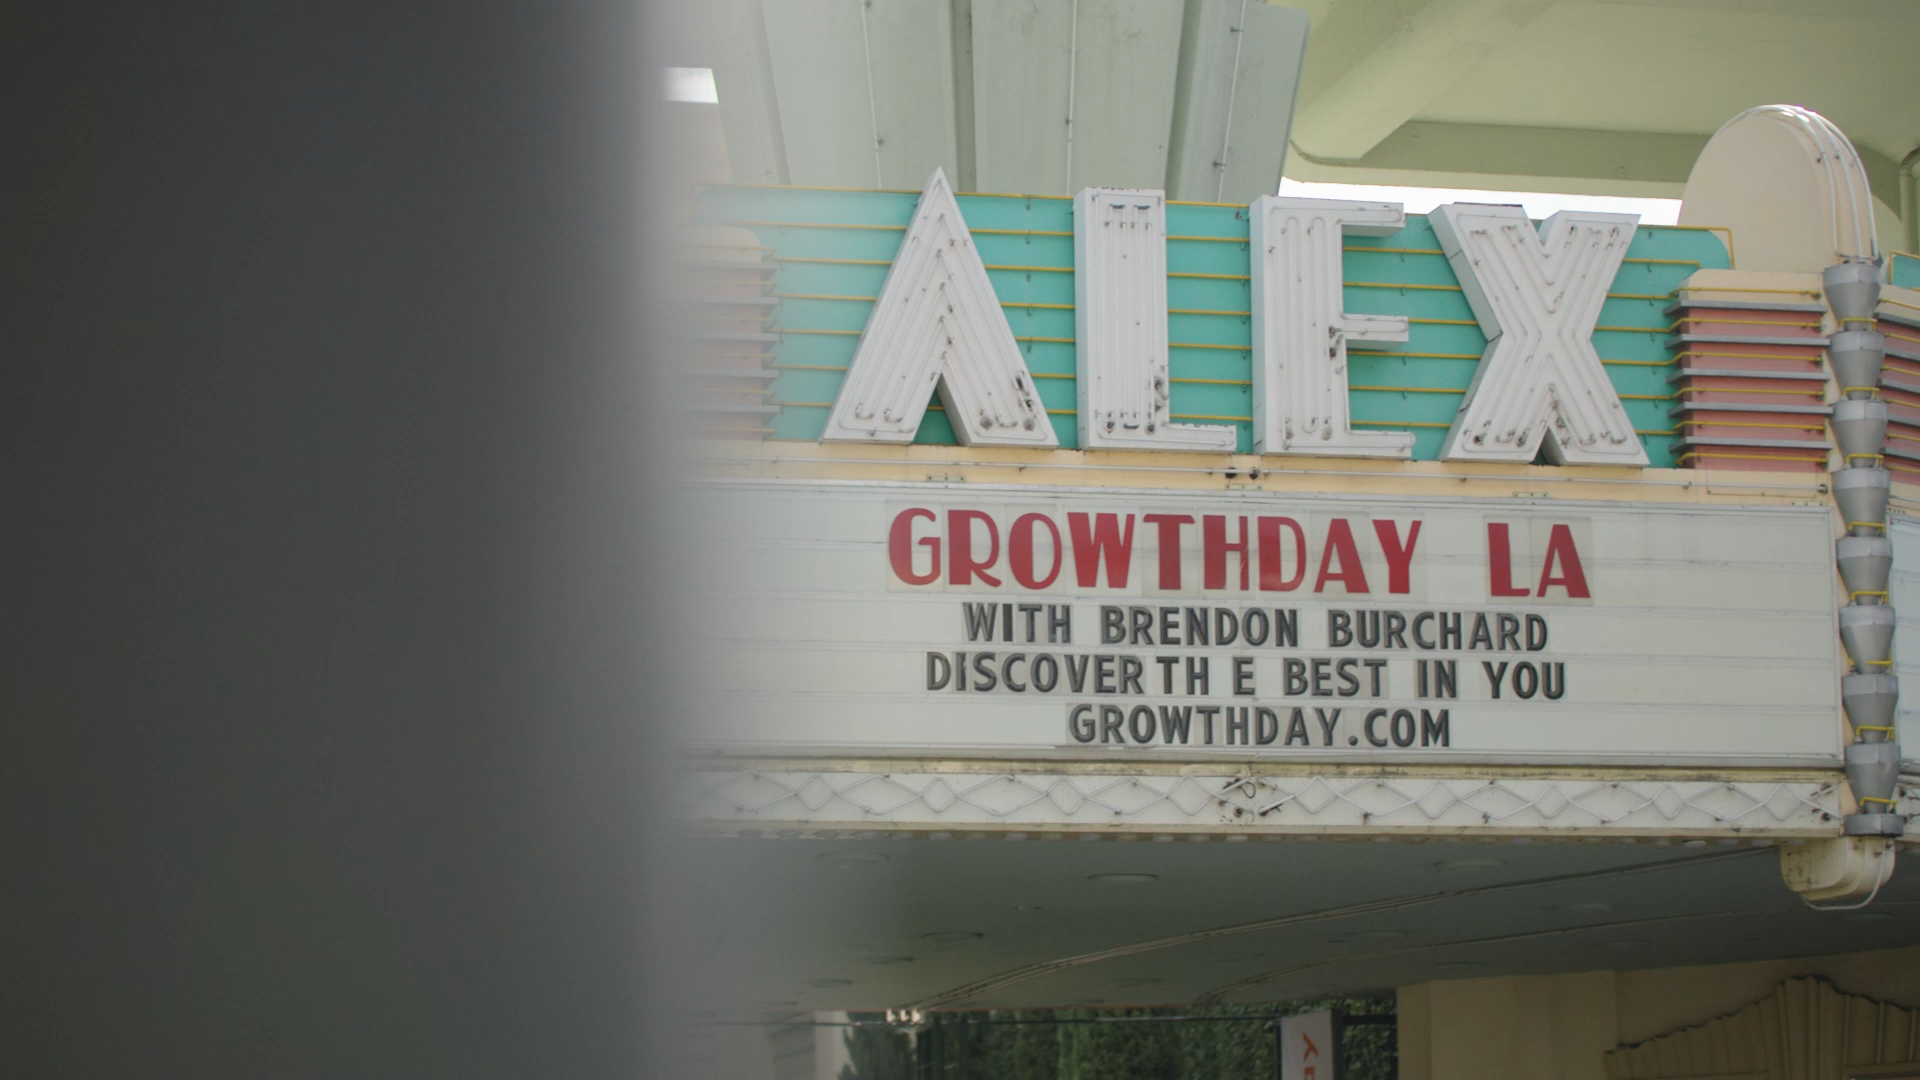 ALEX
GROWTHDAY LA
WITH BRENDON BURCHARD
DISCOVER TH E BEST IN YOU
GROWTHDAY.COM